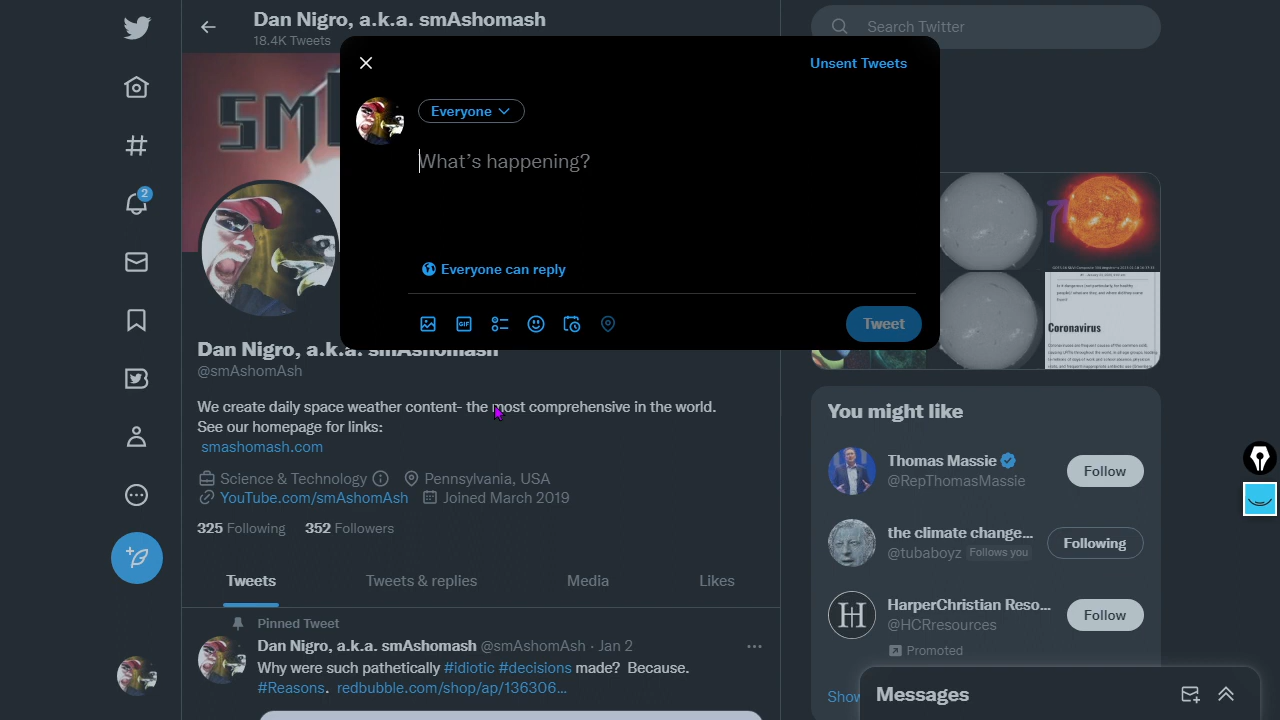 Dan Nigro, a.k.a. smAshomash
18.4K Tweets
Search Twitter
Unsent Tweets
Everyone
What's happening?
Everyone can reply
GIF
Tweet
2
Dan Nigro, a.k.a. smAshomash
@smAshomAsh
We create daily space weather content- the most comprehensive in the world.
See our homepage for links:
smashomash.com
Science & Technology
Pennsylvania, USA
YouTube.com/smAshomAsh
Joined March 2019
325 Following 352 Followers
Tweets
Tweets & replies
Media
Likes
Pinned Tweet
Dan Nigro, a.k.a. smAshomash @smAshomAsh · Jan 2
Why were such pathetically #idiotic #decisions made? Because.
#Reasons. redbubble.com/shop/ap/136306...
Coronavirus
You might like
Thomas Massie
@RepThomasMassie
Follow
the climate change...
@tubaboyz Follows you
Following
HarperChristian Reso...
@HCRresources
Follow
Promoted
Show
Messages